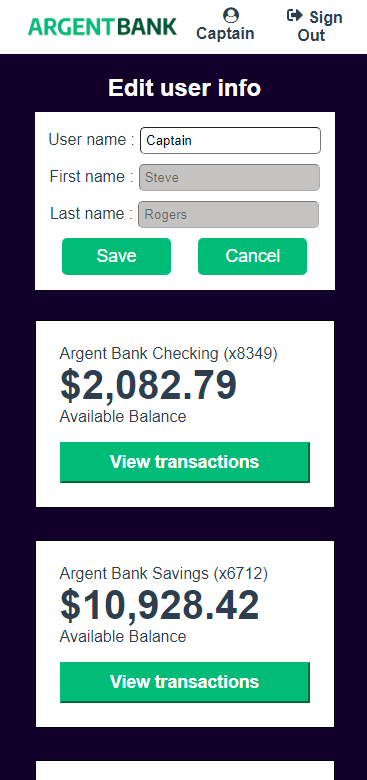 ARGENTBANK
Captain
Sign
Out
Edit user info
User name : Captain
First name : Steve
Last name : Rogers
Save Cancel
Argent Bank Checking (x8349)
$2,082.79
Available Balance
View transactions
Argent Bank Savings (x6712)
$10,928.42
Available Balance
View transactions